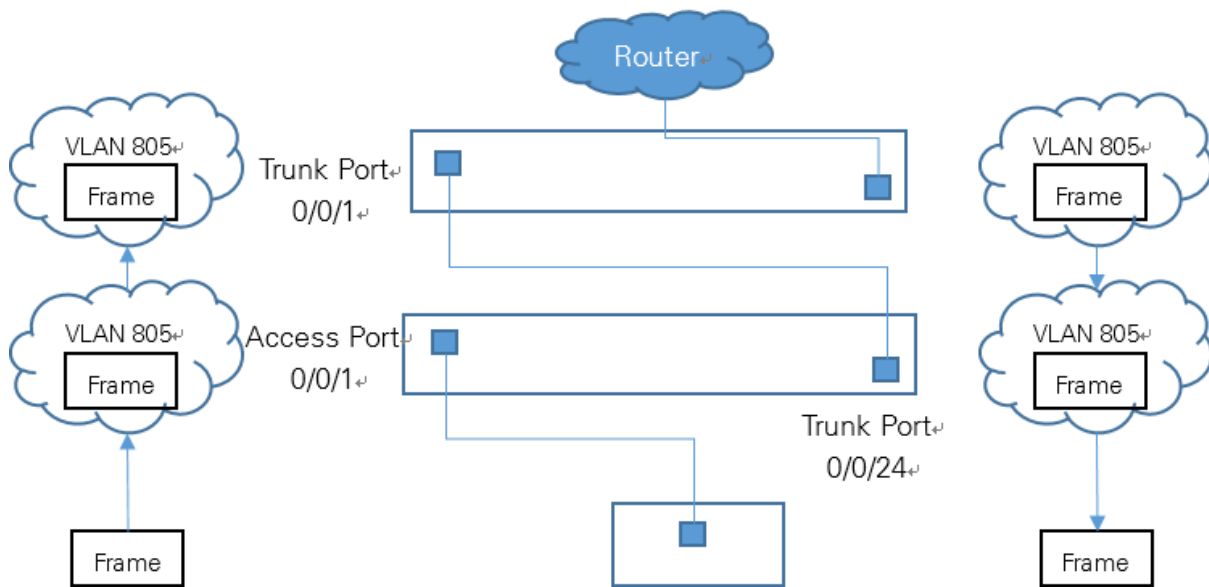 Router↵
VLAN 805↵
Frame
Trunk Port↵
0/0/1↵
VLAN 805↵
Frame
VLAN 805↵
Frame
Access Port↵
0/0/1↵
VLAN 805↵
Frame
Trunk Port↵
0/0/24↵
Frame
Frame